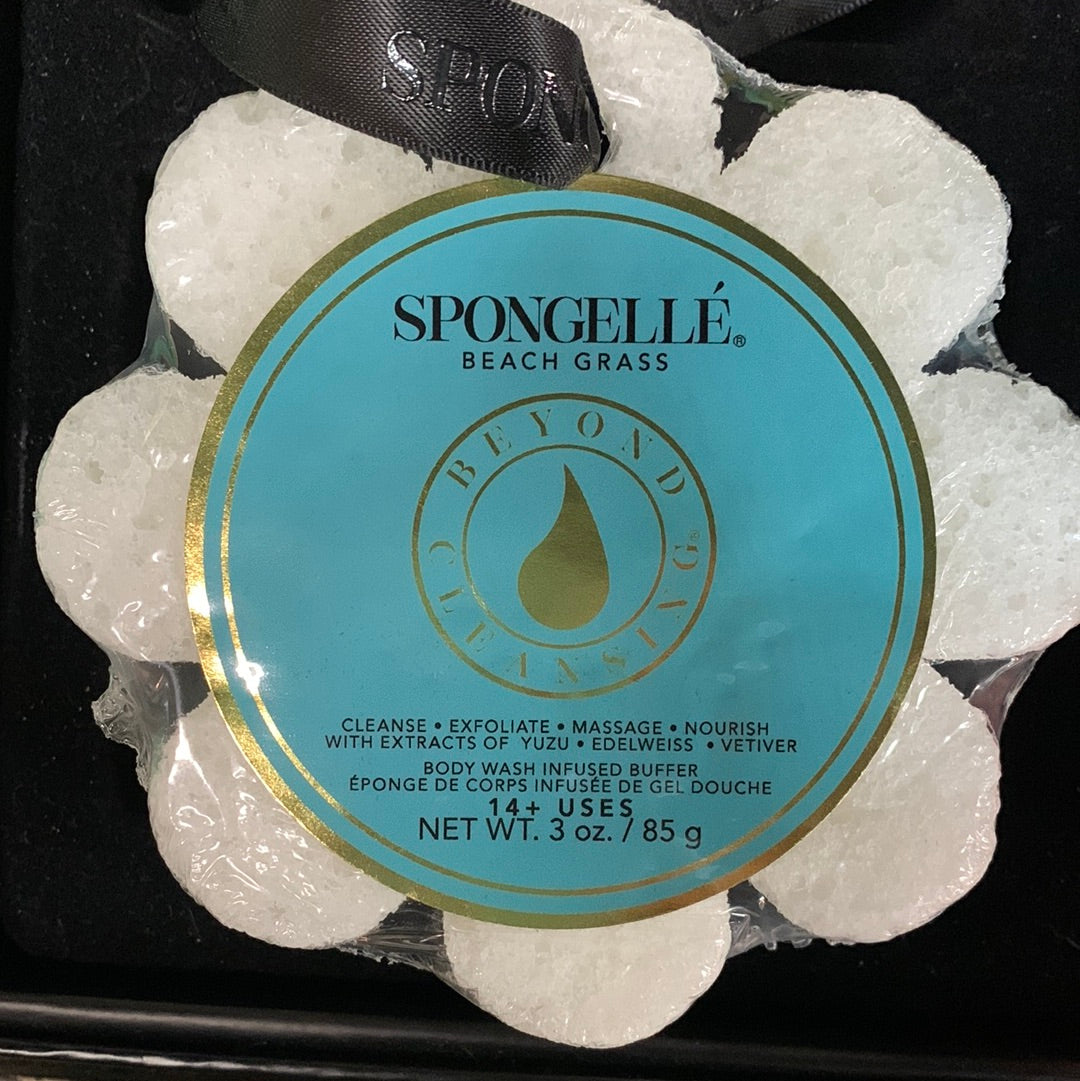 SPON
SPONGELLÉ®
BEACH GRASS
BEYOND
CLEANSING®
CLEANSE • EXFOLIATE • MASSAGE • NOURISH
WITH EXTRACTS OF YUZU • EDELWEISS • VETIVER
BODY WASH INFUSED BUFFER
ÉPONGE DE CORPS INFUSÉE DE GEL DOUCHE
14+ USES
NET WT. 3 oz. / 85 g